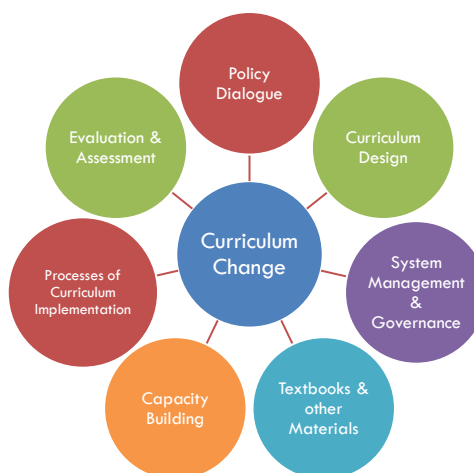 Policy
Dialogue
Curriculum
Design
System
Management
&
Governance
Textbooks &
other
Materials
Capacity
Building
Processes of
Curriculum
Implementation
Evaluation &
Assessment
Curriculum
Change